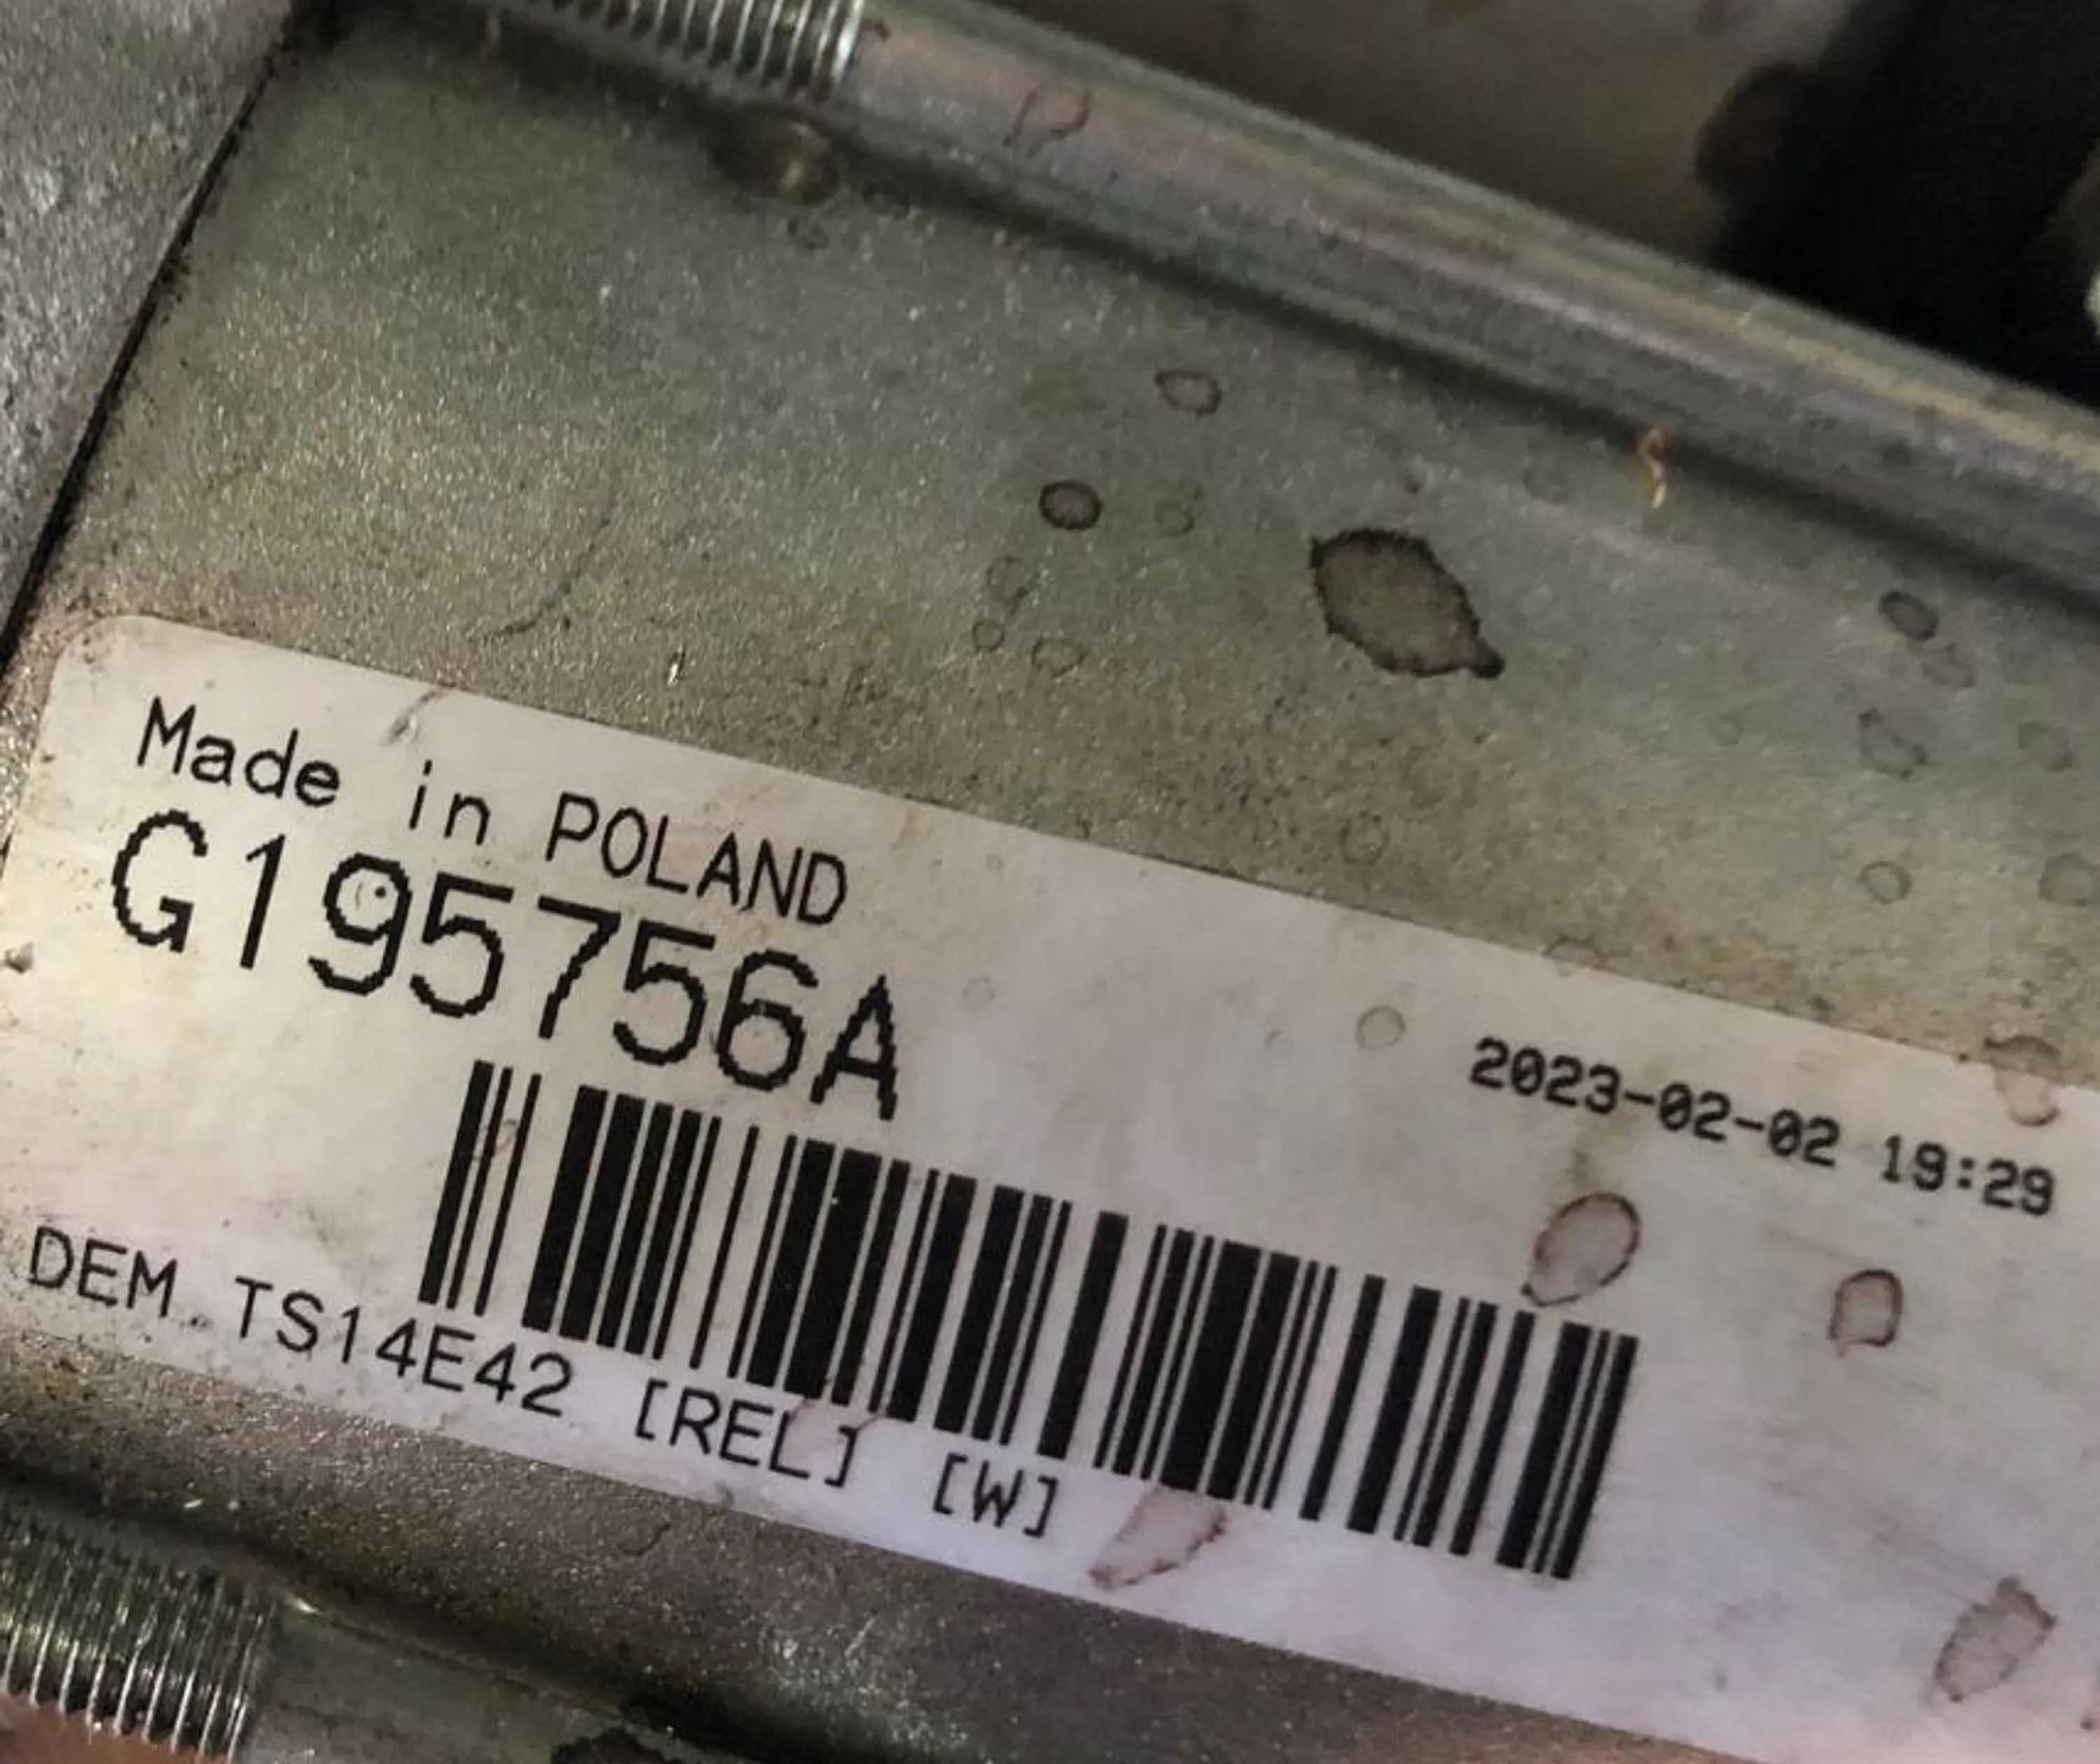 Made in POLAND
G195756A
2023-02-02 19:29
DEM TS14E42 [REL] [W]